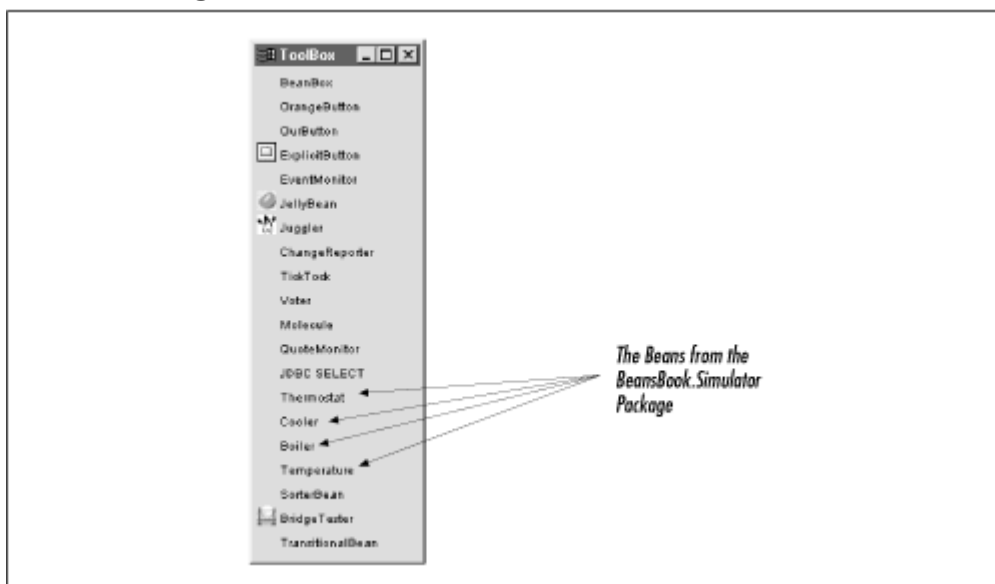 ToolBox
BeanBox
OrangeButton
OurButton
ExplicitButton
EventMonitor
JellyBean
Juggler
ChangeReporter
TickTock
Voter
Molecule
QuoteMonitor
JDBC SELECT
Thermostat
Cooler
Boiler
Temperature
SorterBean
BridgeTester
TransitionalBean
The Beans from the
BeansBook.Simulator
Package